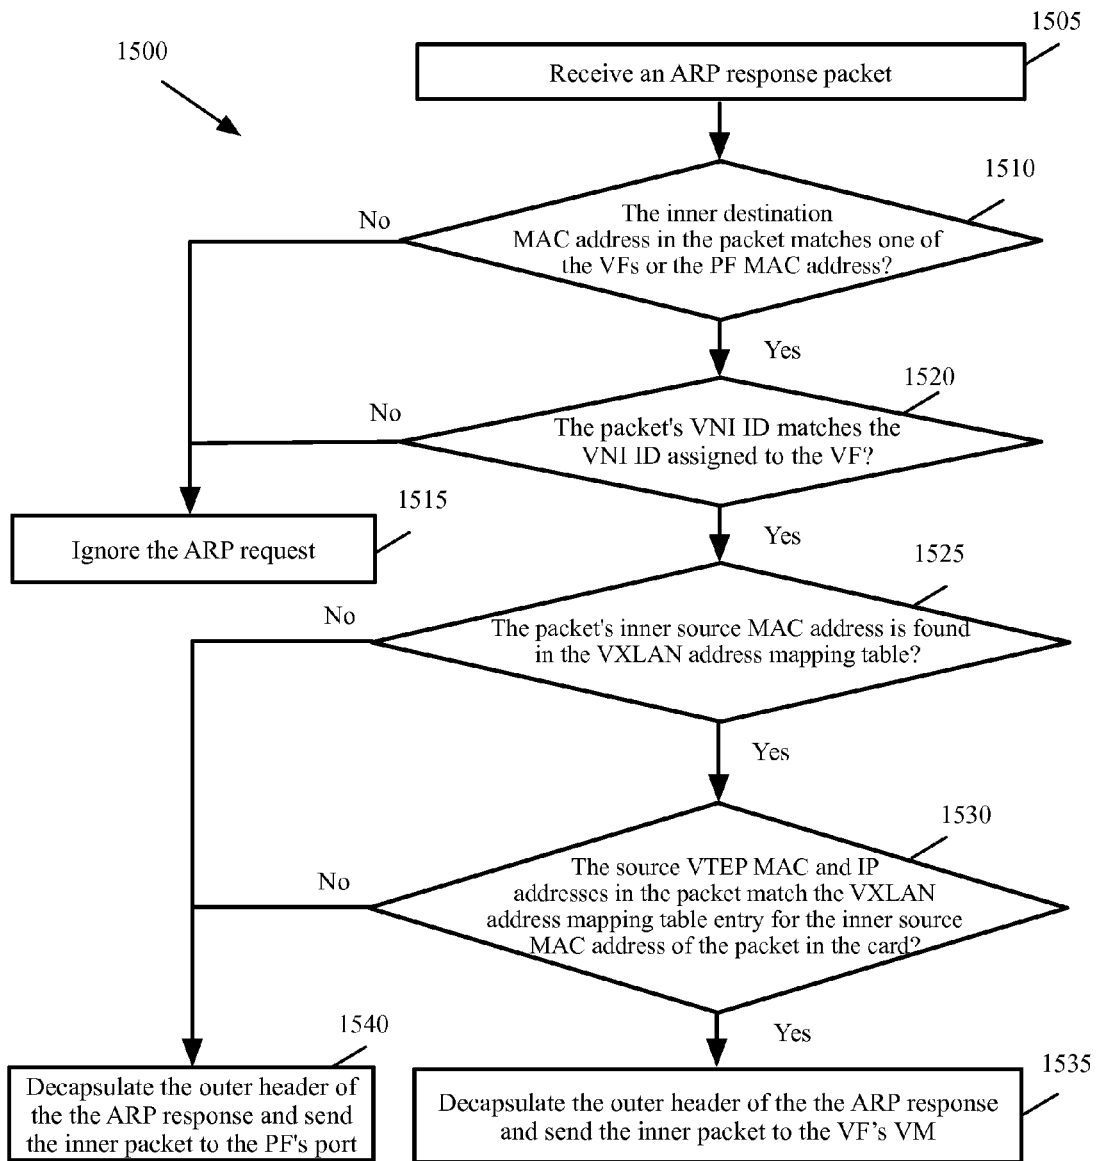 1505
1500
Receive an ARP response packet
1510
No
The inner destination
MAC address in the packet matches one of
the VFs or the PF MAC address?
Yes
1520
No
The packet's VNI ID matches the
VNI ID assigned to the VF?
1515
Ignore the ARP request
Yes
1525
No
The packet's inner source MAC address is found
in the VXLAN address mapping table?
Yes
1530
No
The source VTEP MAC and IP
addresses in the packet match the VXLAN
address mapping table entry for the inner source
MAC address of the packet in the card?
Yes
1540
Decapsulate the outer header of
the the ARP response and send
the inner packet to the PF's port
1535
Decapsulate the outer header of the the ARP response
and send the inner packet to the VF's VM